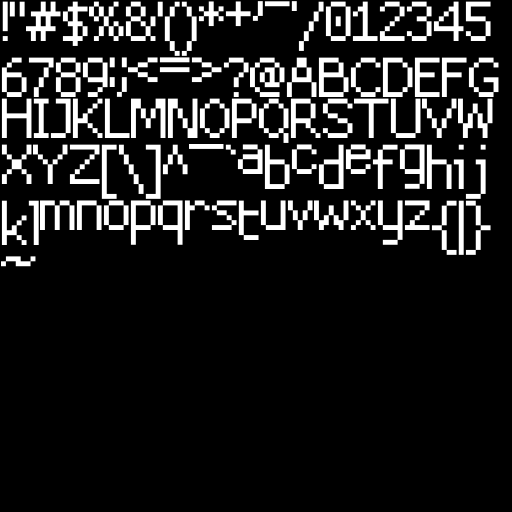 !"#$%&'()*+,-./012345
6789:;<=>?@ABCDEFG
HIJKLMNOPQRSTUVW
XYZ[\]^_`abcdefghij
klmnopqrstuvwxyz{|}
~